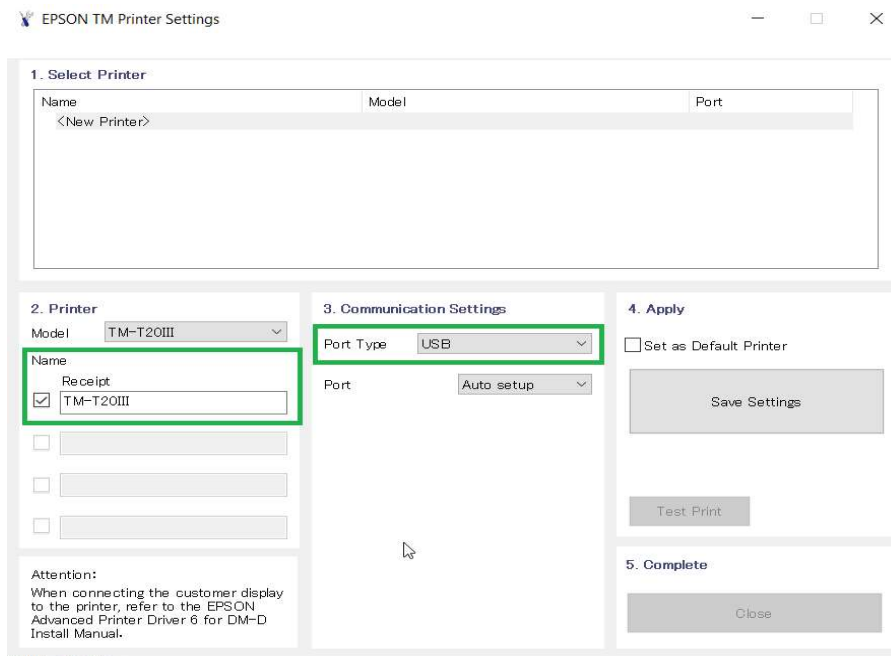 EPSON TM Printer Settings
1. Select Printer
Name Model Port
<New Printer>
2. Printer
Model TM-T20III
Name
Receipt
TM-T20III
Attention:
When connecting the customer display
to the printer, refer to the EPSON
Advanced Printer Driver 6 for DM-D
Install Manual.
3. Communication Settings
Port Type USB
Port Auto setup
4. Apply
Set as Default Printer
Save Settings
Test Print
5. Complete
Close